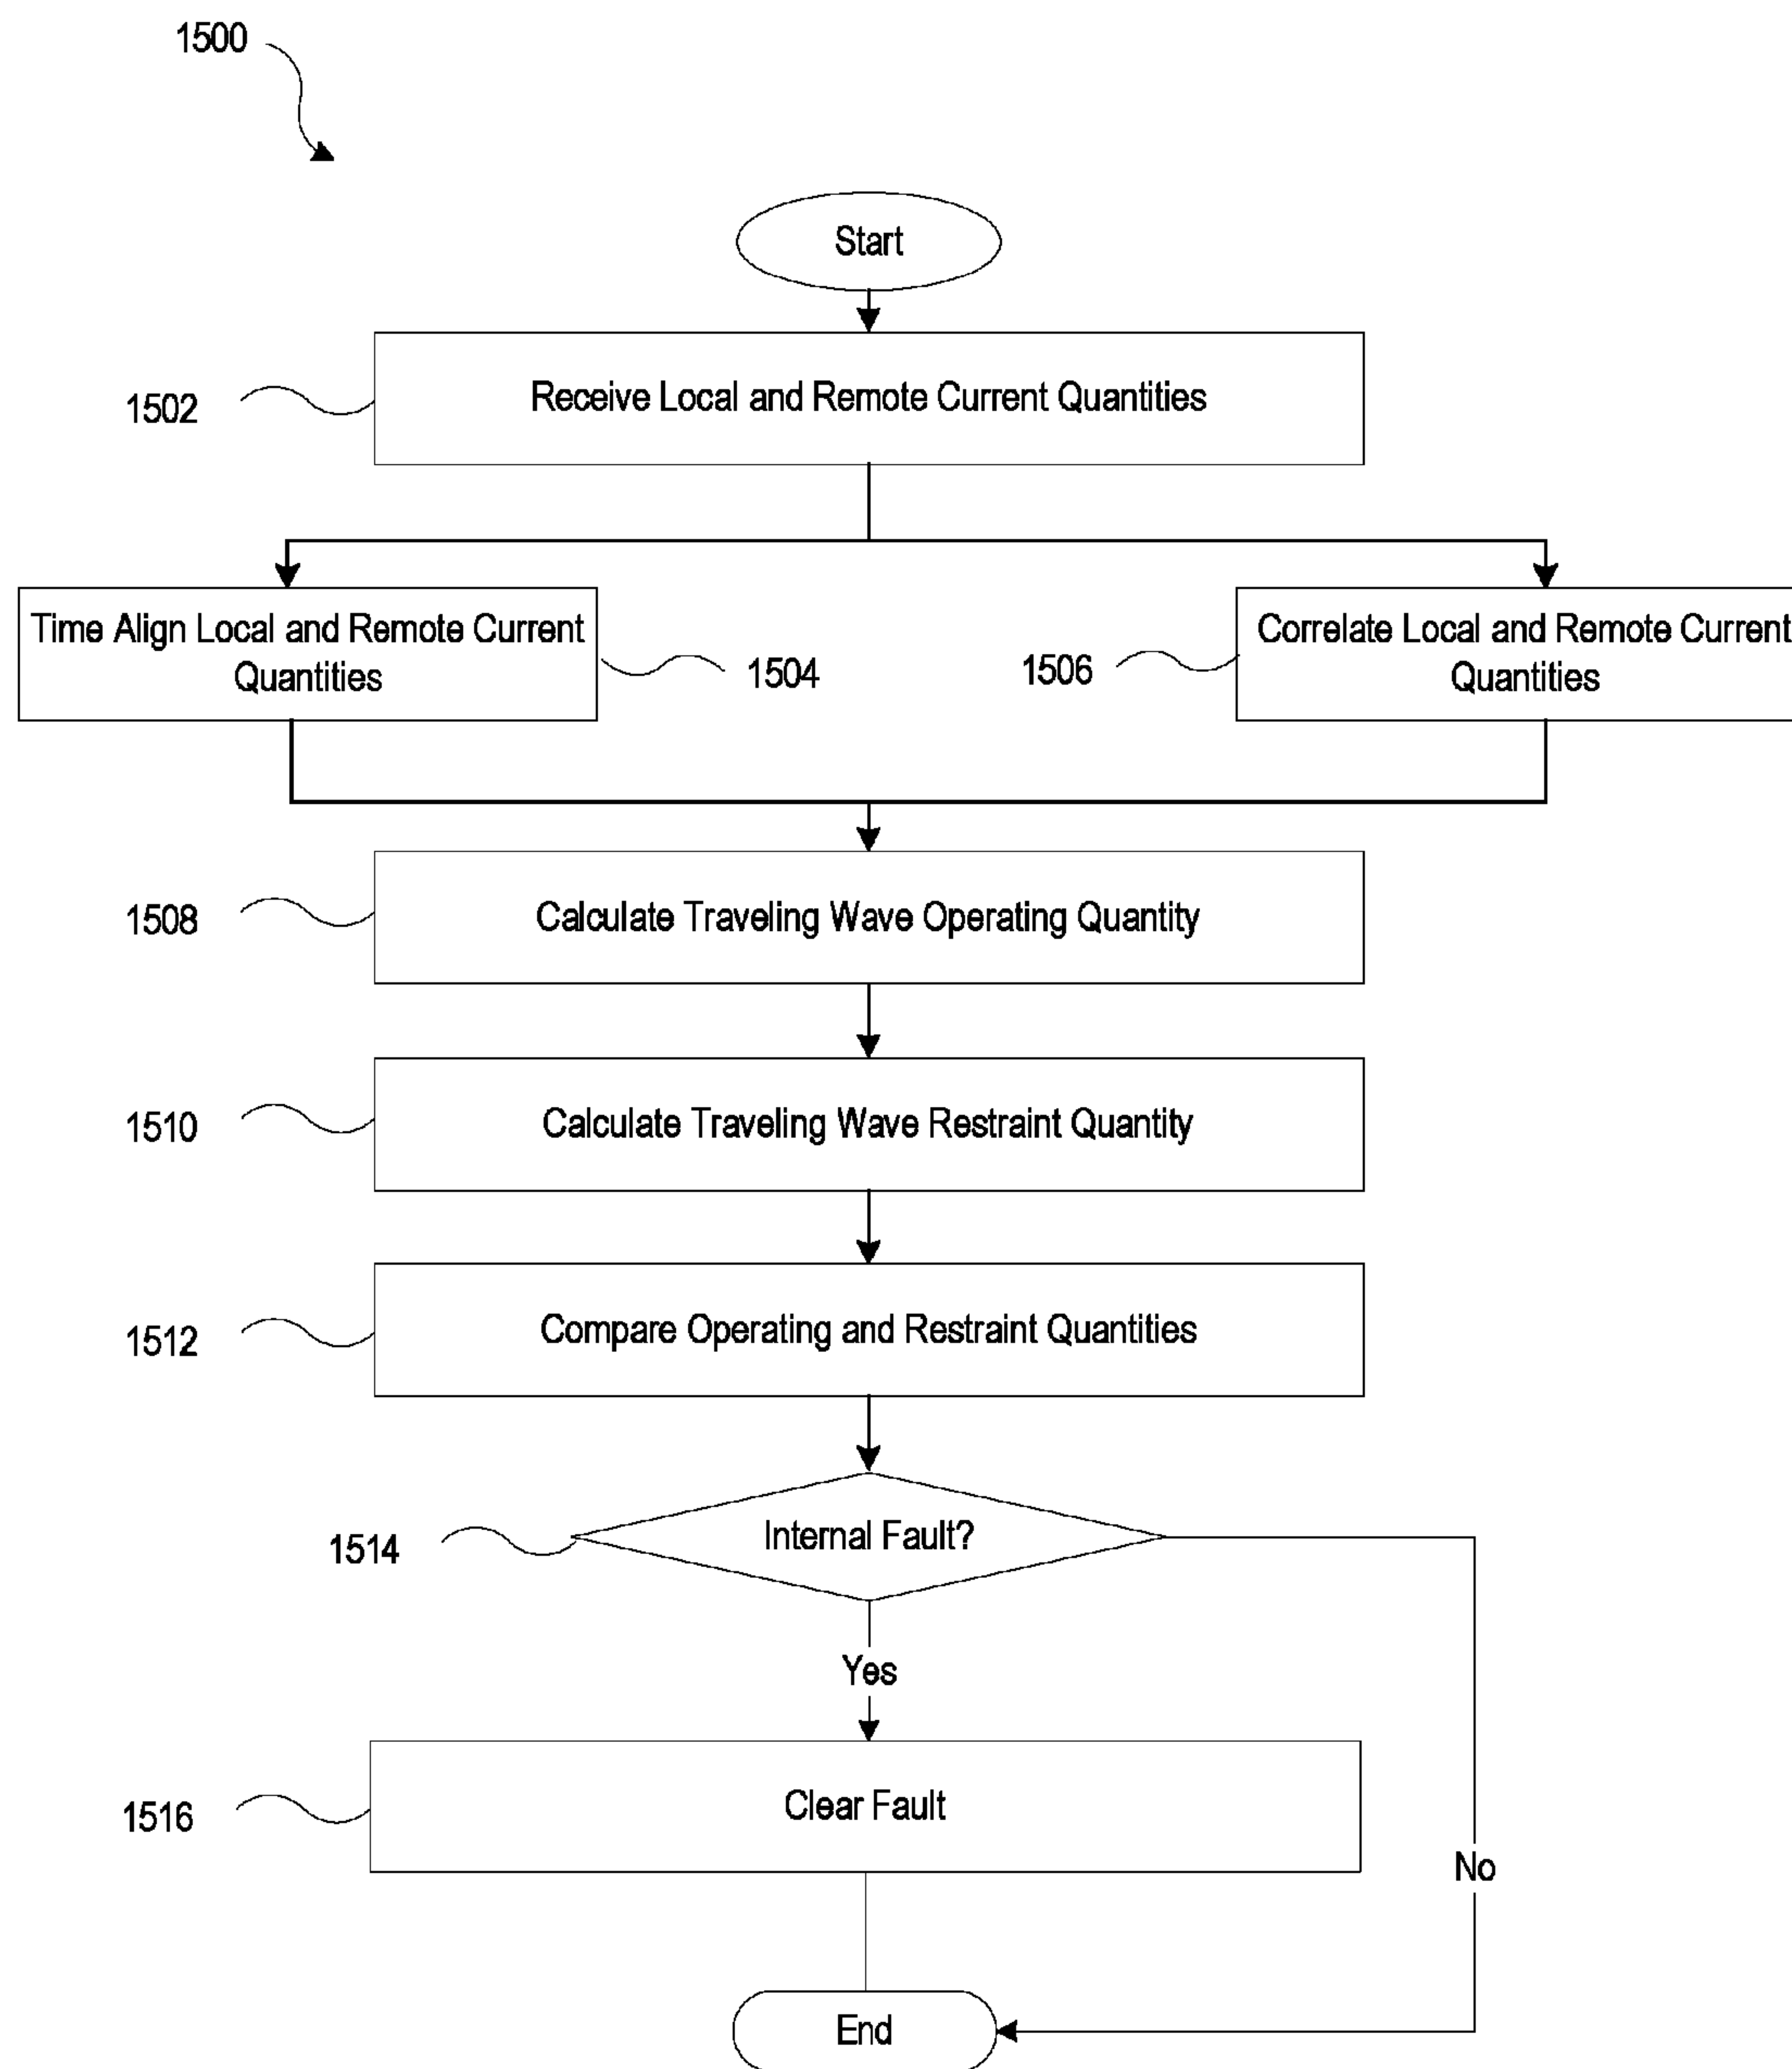 1500
Start
1502
Receive Local and Remote Current Quantities
Time Align Local and Remote Current
Quantities
1504
1506
Correlate Local and Remote Current
Quantities
1508
Calculate Traveling Wave Operating Quantity
1510
Calculate Traveling Wave Restraint Quantity
1512
Compare Operating and Restraint Quantities
1514
Internal Fault?
Yes
1516
Clear Fault
No
End